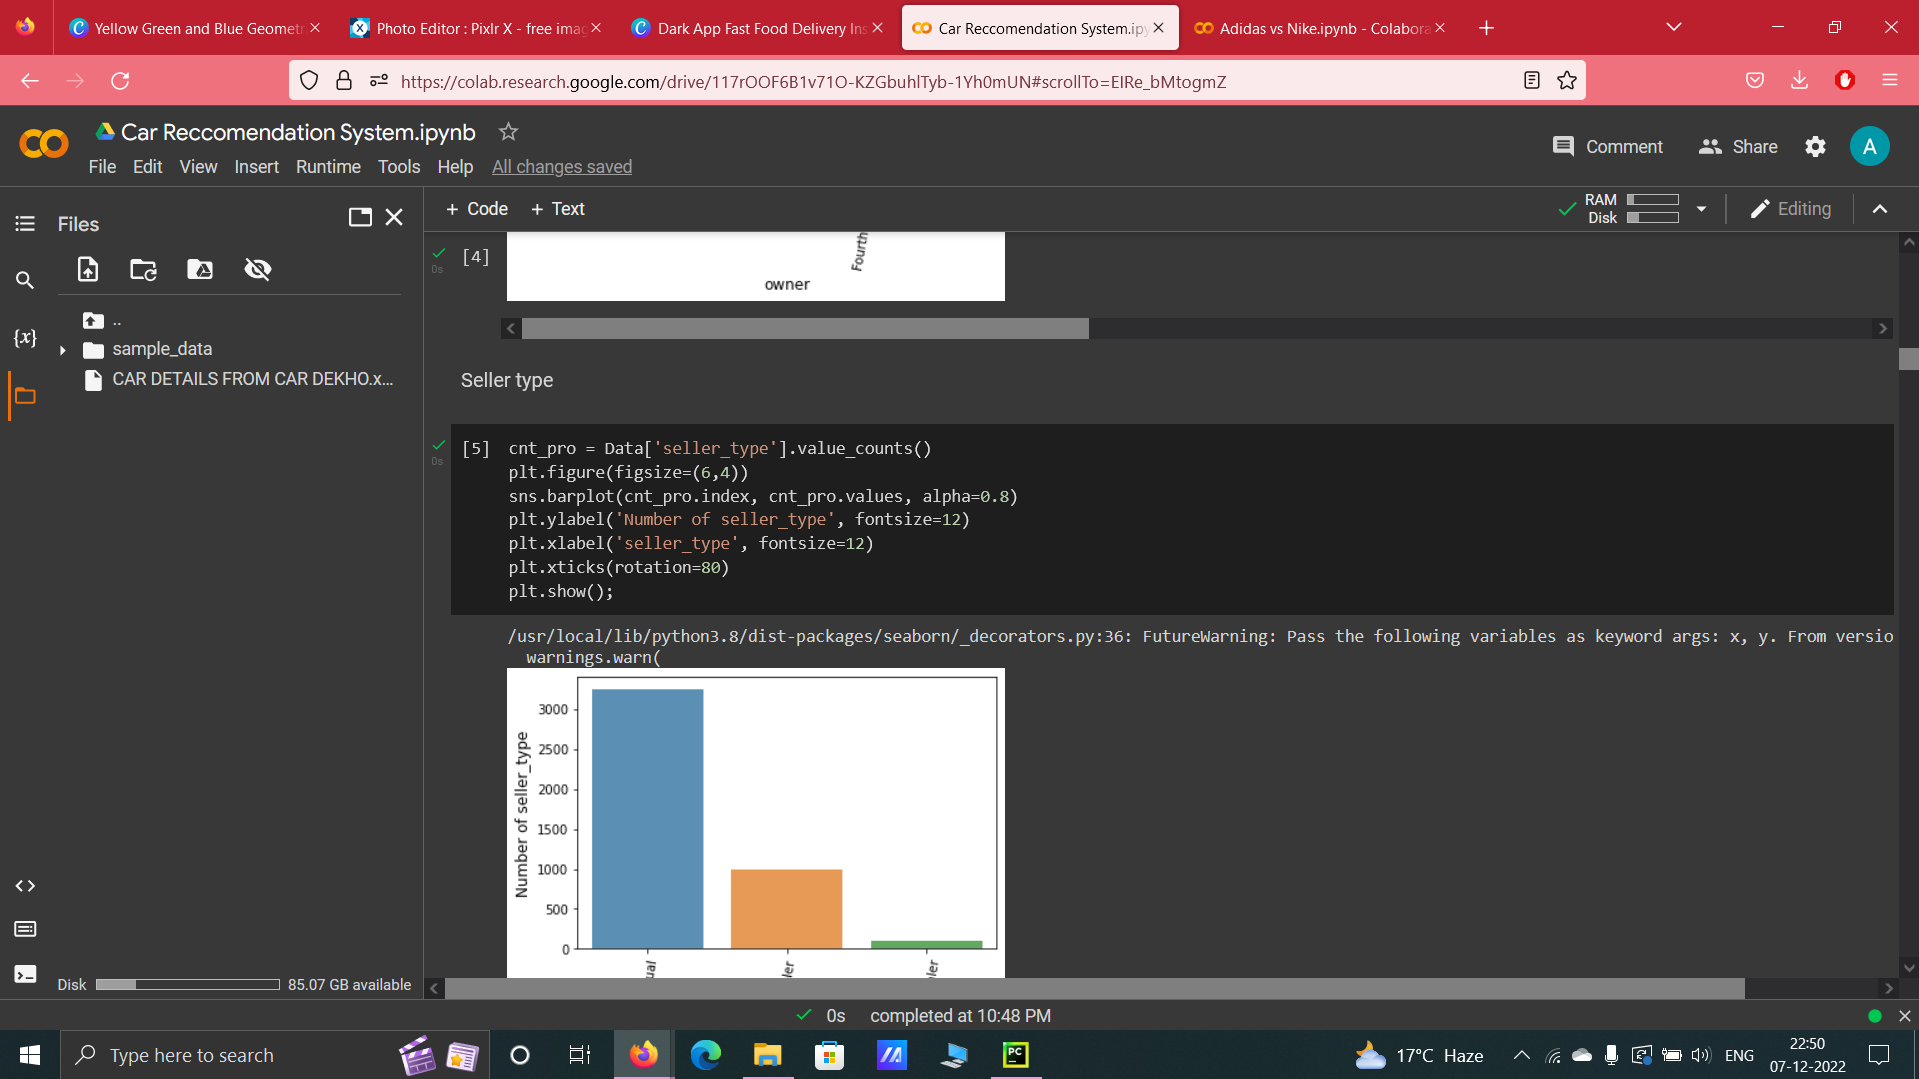 Yellow Green and Blue Geometr
Photo Editor : Pixlr X - free imag
Dark App Fast Food Delivery Ins
Car Reccomendation System.ipy
Adidas vs Nike.ipynb - Colabora
https://colab.research.google.com/drive/117rOOF6B1v71O-KZGbuhlTyb-1Yh0mUN#scrollTo=EIRe_bMtogmZ
Car Reccomendation System.ipynb
Comment
Share
A
File Edit View Insert Runtime Tools Help All changes saved
Files
+ Code + Text
RAM
Disk
Editing
..
sample_data
CAR DETAILS FROM CAR DEKHO.x...
{x}
[4]
0s
Fourth
owner
Seller type
[5]
0s
cnt_pro = Data['seller_type'].value_counts()
plt.figure(figsize=(6,4))
sns.barplot(cnt_pro.index, cnt_pro.values, alpha=0.8)
plt.ylabel('Number of seller_type', fontsize=12)
plt.xlabel('seller_type', fontsize=12)
plt.xticks(rotation=80)
plt.show();
/usr/local/lib/python3.8/dist-packages/seaborn/_decorators.py:36: FutureWarning: Pass the following variables as keyword args: x, y. From versio
warnings.warn(
Number of seller_type
3000
2500
2000
1500
1000
500
0
ual
ler
ler
Disk 85.07 GB available
0s completed at 10:48 PM
Type here to search
PC
17°C Haze
ENG
22:50
07-12-2022